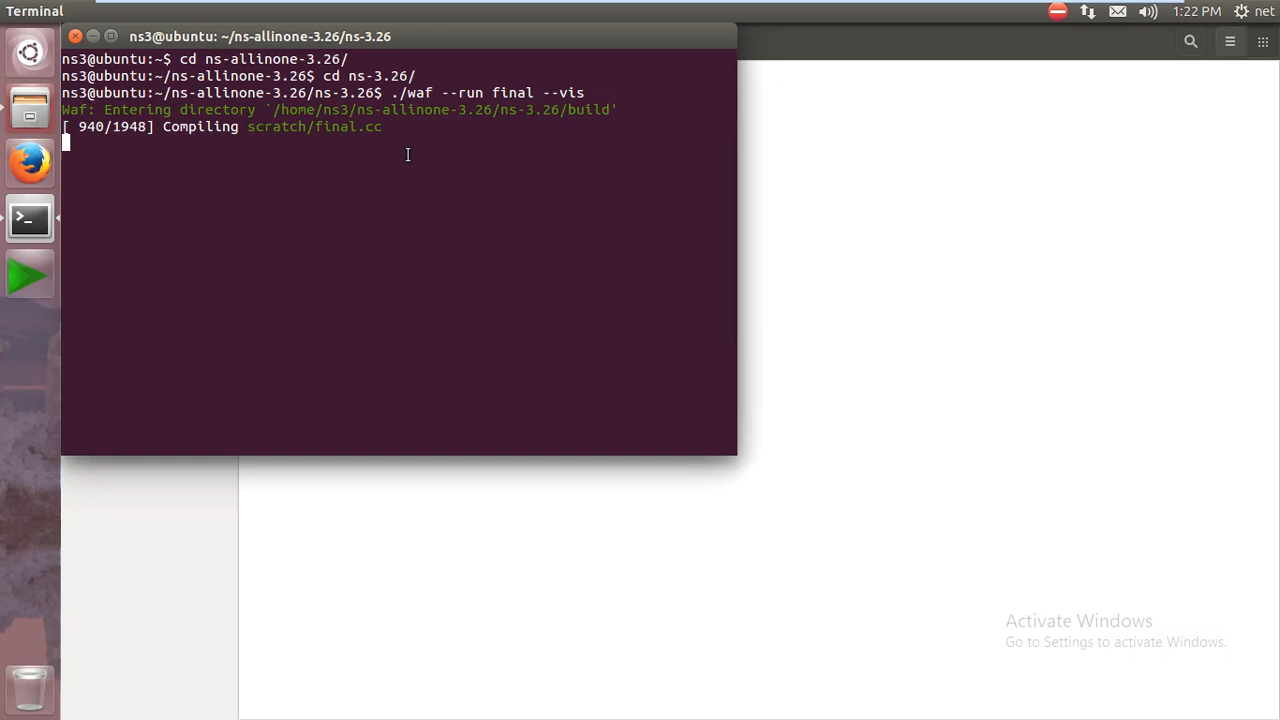 Terminal
1:22 PM
net
ns3@ubuntu: ~/ns-allinone-3.26/ns-3.26
ns3@ubuntu:~$ cd ns-allinone-3.26/
ns3@ubuntu:~/ns-allinone-3.26$ cd ns-3.26/
ns3@ubuntu:~/ns-allinone-3.26/ns-3.26$ ./waf --run final --vis
Waf: Entering directory `/home/ns3/ns-allinone-3.26/ns-3.26/build'
[ 940/1948] Compiling scratch/final.cc
Activate Windows
Go to Settings to activate Windows.